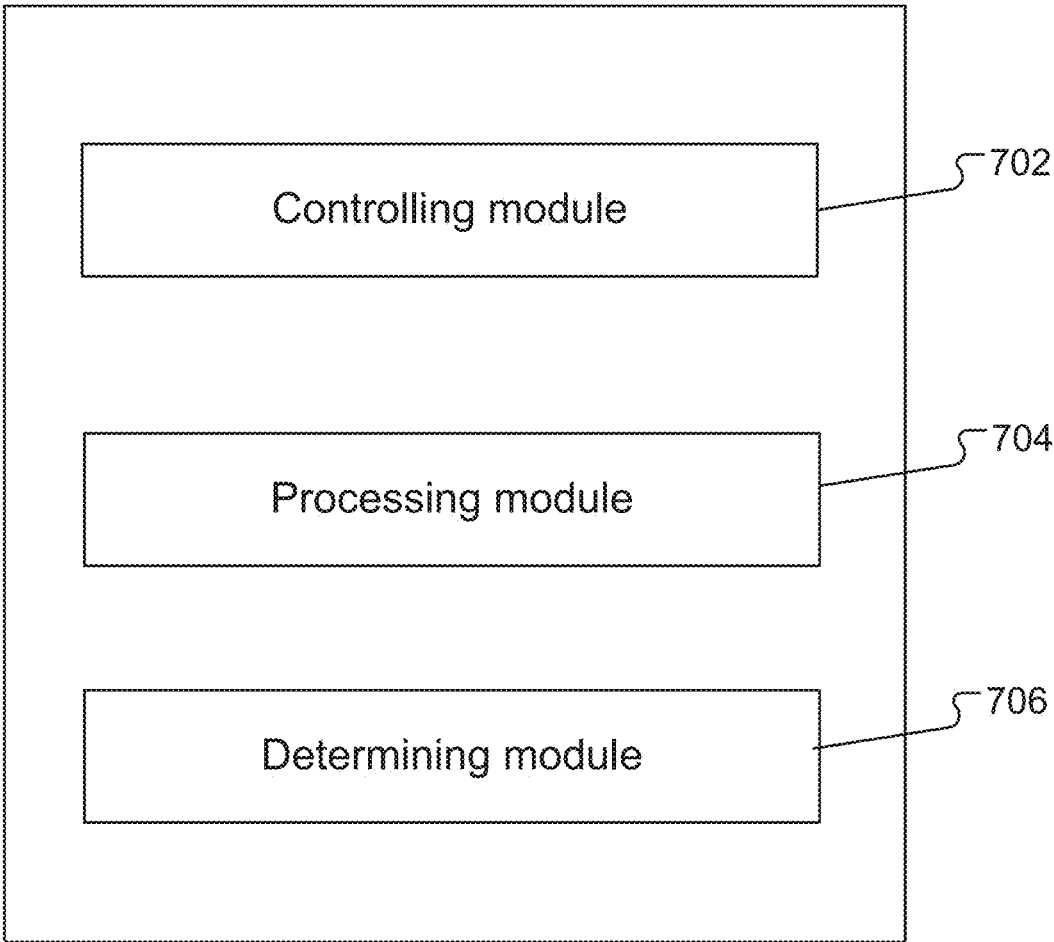 Controlling module
702
Processing module
704
Determining module
706